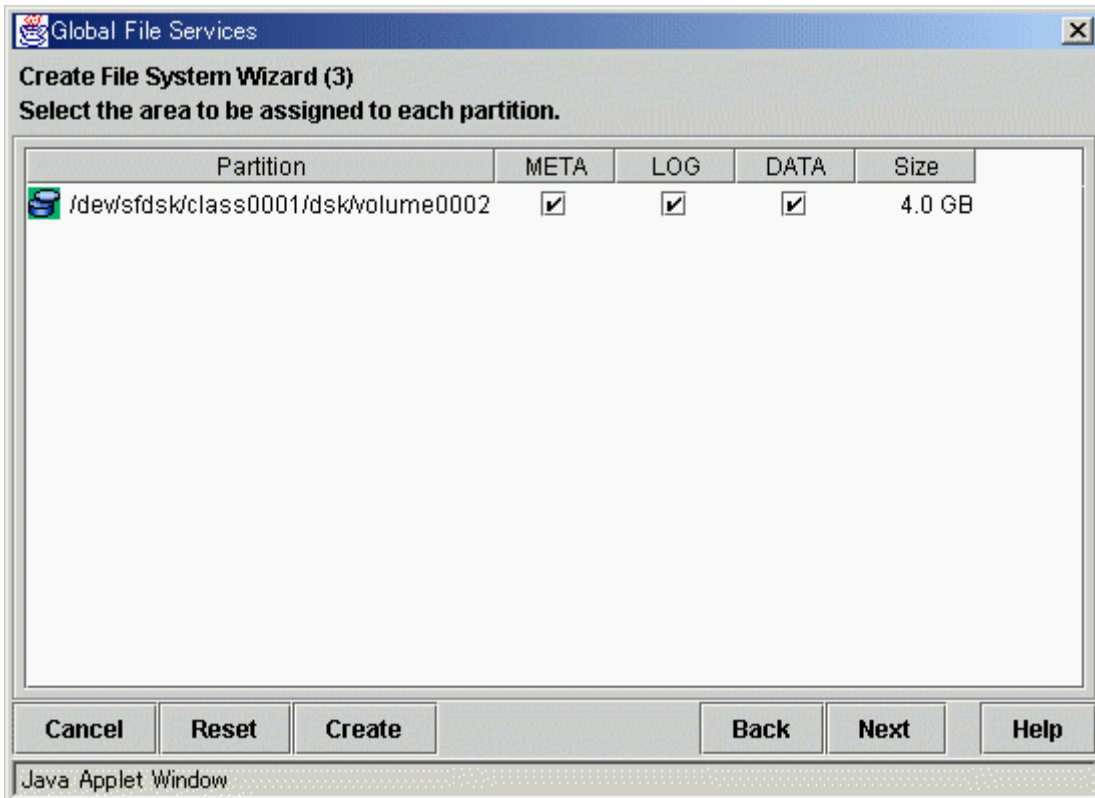 Global File Services
Create File System Wizard (3)
Select the area to be assigned to each partition.
Partition META LOG DATA Size
/dev/sfdsk/class0001/dsk/volume0002 4.0 GB
Cancel Reset Create Back Next Help
Java Applet Window